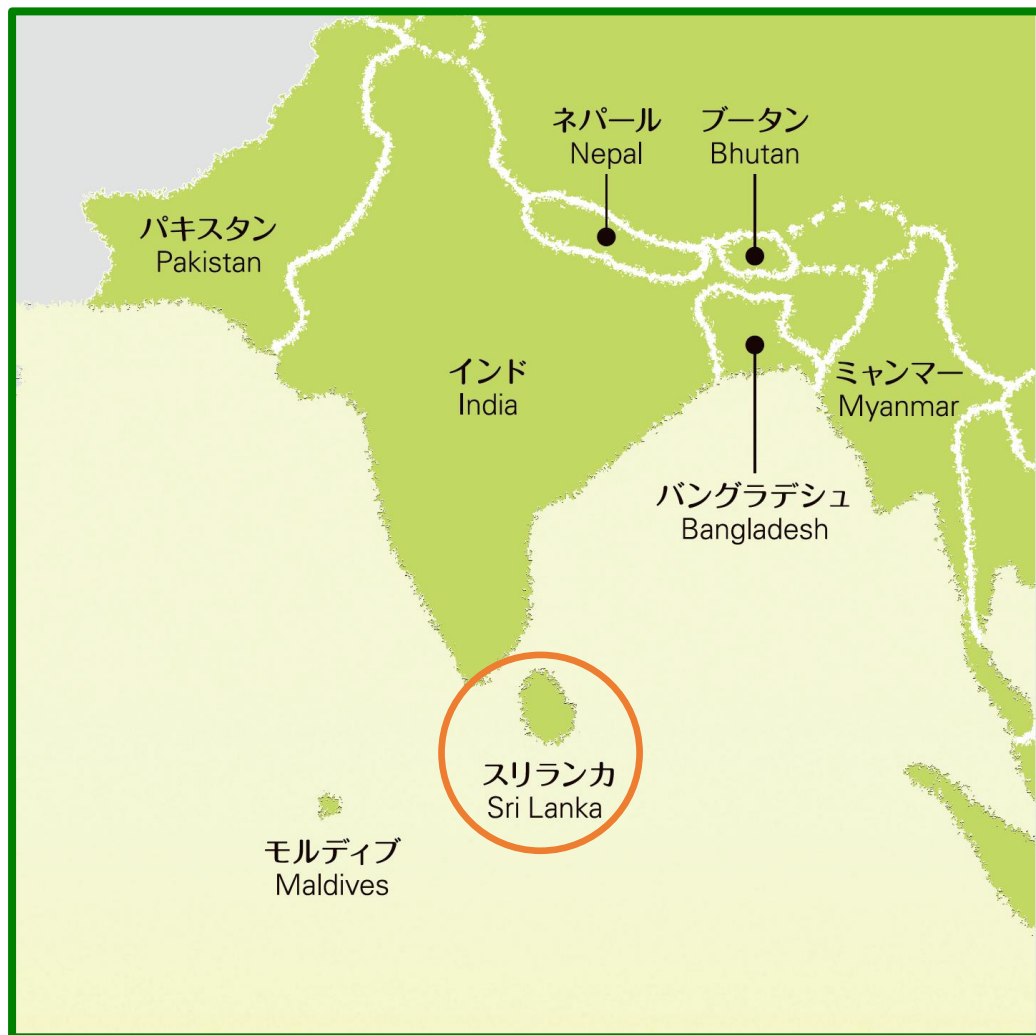 ネパール
Nepal
ブータン
Bhutan
パキスタン
Pakistan
インド
India
ミャンマー
Myanmar
バングラデシュ
Bangladesh
スリランカ
Sri Lanka
モルディブ
Maldives